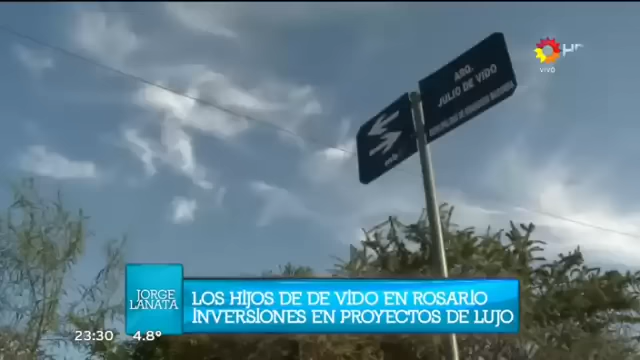 HD
VIVO
ARQ.
JULIO DE VIDO
JORGE
LANATA
LOS HIJOS DE DE VIDO EN ROSARIO
INVERSIONES EN PROYECTOS DE LUJO
23:30
4.8°